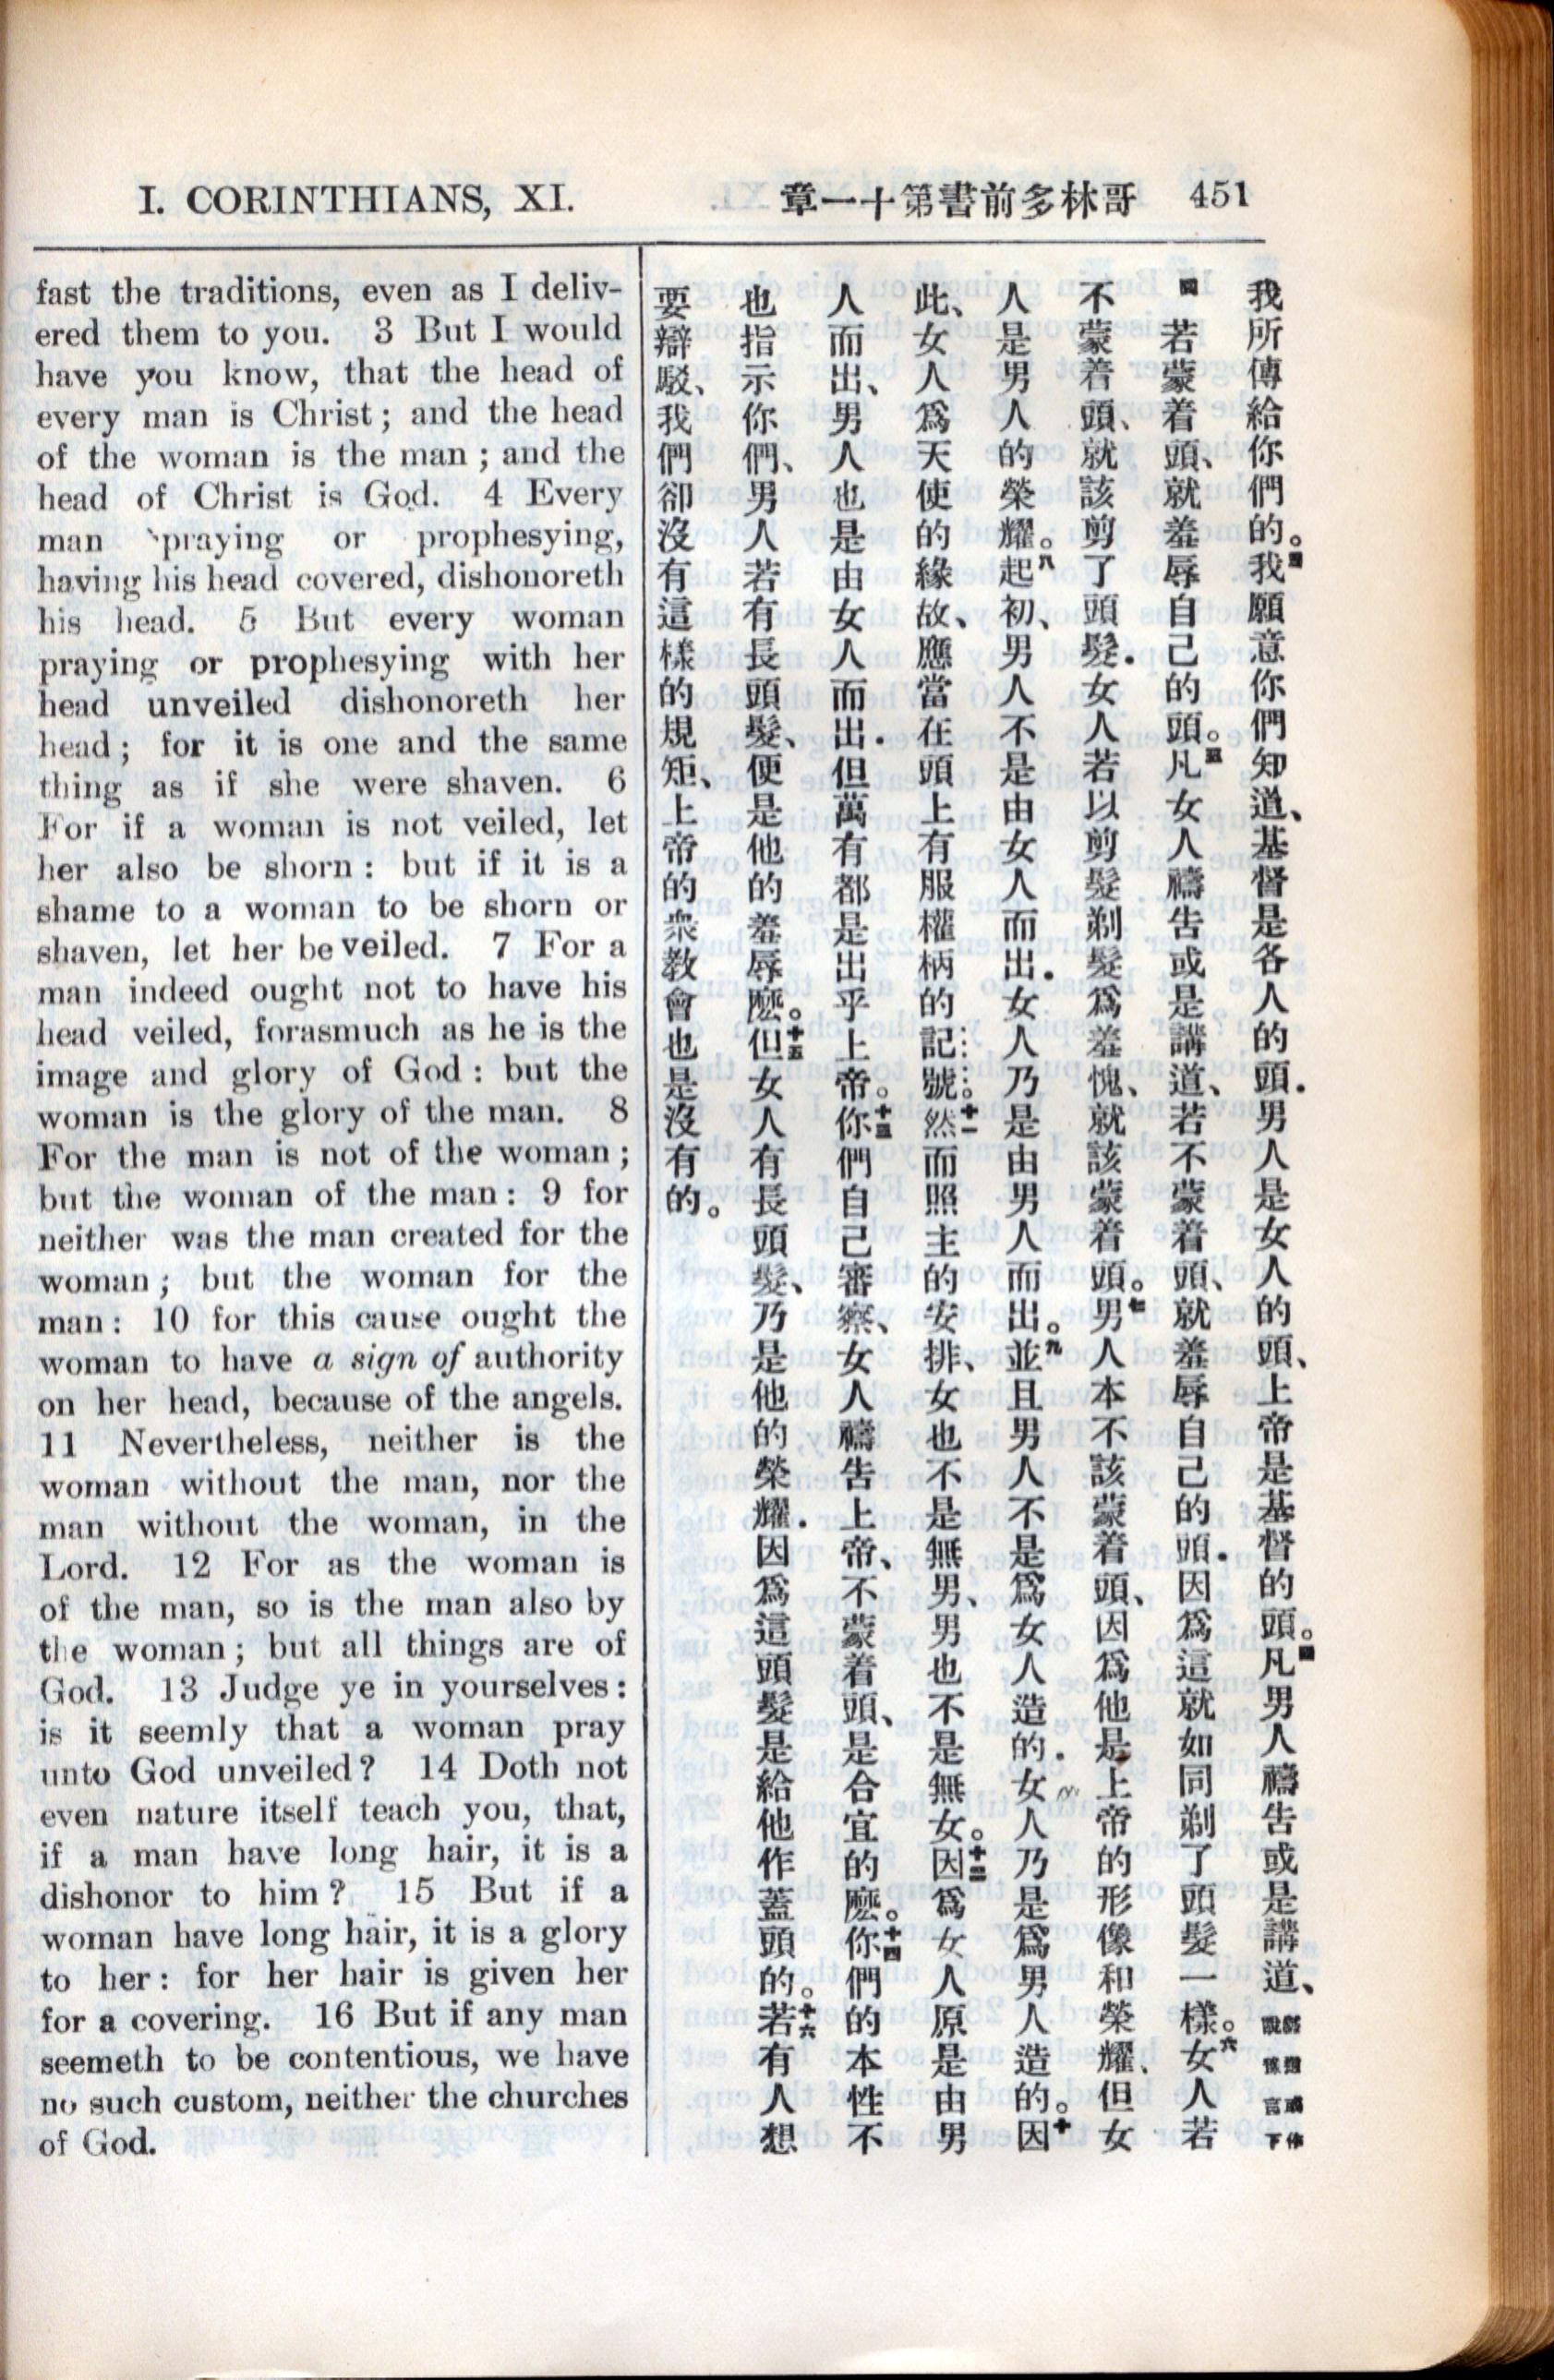 I. CORINTHIANS, XI.
哥林多前書第十一章
451
fast the traditions, even as I deliv-
ered them to you. 3 But I would
have you know, that the head of
every man is Christ; and the head
of the woman is the man; and the
head of Christ is God. 4 Every
man praying or prophesying,
having his head covered, dishonoreth
his head. 5 But every woman
praying or prophesying with her
head unveiled dishonoreth her
head; for it is one and the same
thing as if she were shaven. 6
For if a woman is not veiled, let
her also be shorn: but if it is a
shame to a woman to be shorn or
shaven, let her be veiled. 7 For a
man indeed ought not to have his
head veiled, forasmuch as he is the
image and glory of God: but the
woman is the glory of the man. 8
For the man is not of the woman;
but the woman of the man: 9 for
neither was the man created for the
woman; but the woman for the
man: 10 for this cause ought the
woman to have a sign of authority
on her head, because of the angels.
11 Nevertheless, neither is the
woman without the man, nor the
man without the woman, in the
Lord. 12 For as the woman is
of the man, so is the man also by
the woman; but all things are of
God. 13 Judge ye in yourselves:
is it seemly that a woman pray
unto God unveiled? 14 Doth not
even nature itself teach you, that,
if a man have long hair, it is a
dishonor to him? 15 But if a
woman have long hair, it is a glory
to her: for her hair is given her
for a covering. 16 But if any man
seemeth to be contentious, we have
no such custom, neither the churches
of God.
我所傳給你們的。我願意你們知道、基督是各人的頭．男人是女人的頭、上帝是基督的頭。四凡男人禱告或是講道、
若蒙着頭、就羞辱自己的頭。五凡女人禱告或是講道、若不蒙着頭、就羞辱自己的頭．因爲這就如同剃了頭髮一樣。六女人若
不蒙着頭、就該剪了頭髮．女人若以剪髮剃髮爲羞愧、就該蒙着頭。七男人本不該蒙着頭、因爲他是上帝的形像和榮耀、但女
人是男人的榮耀。八起初、男人不是由女人而出．女人乃是由男人而出。九並且男人不是爲女人造的．女人乃是爲男人造的。十因
此、女人爲天使的緣故、應當在頭上有服權柄的記號。十一然而照主的安排、女也不是無男、男也不是無女。十二因爲女人原是由男
人而出、男人也是由女人而出．但萬有都是出乎上帝。十三你們自己審察、女人禱告上帝、不蒙着頭、是合宜的麽。十四你們的本性不
也指示你們、男人若有長頭髮、便是他的羞辱麽。十五但女人有長頭髮、乃是他的榮耀．因爲這頭髮是給他作蓋頭的。十六若有人想
要辯駁、我們卻沒有這樣的規矩、上帝的衆教會也是沒有的。